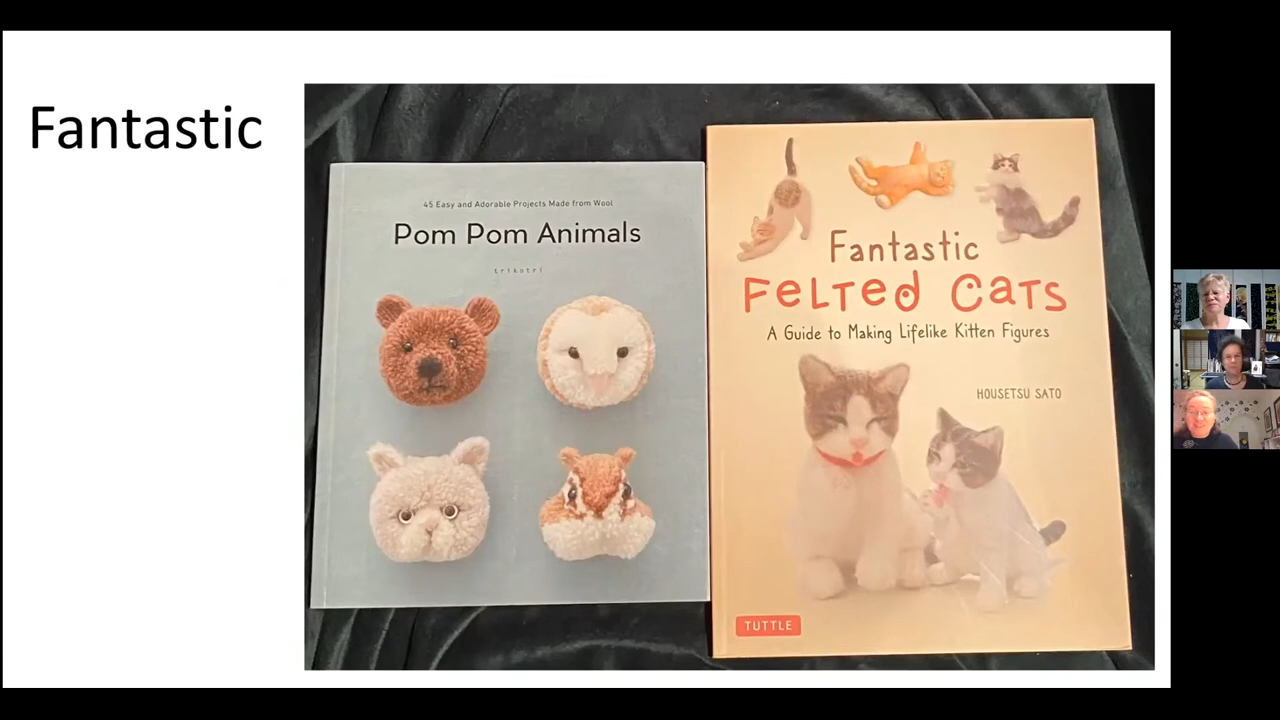 Fantastic
45 Easy and Adorable Projects Made from Wool
Pom Pom Animals
trikotri
Fantastic
FeLTed CaTS
A Guide to Making Lifelike Kitten Figures
HOUSETSU SATO
TUTTLE